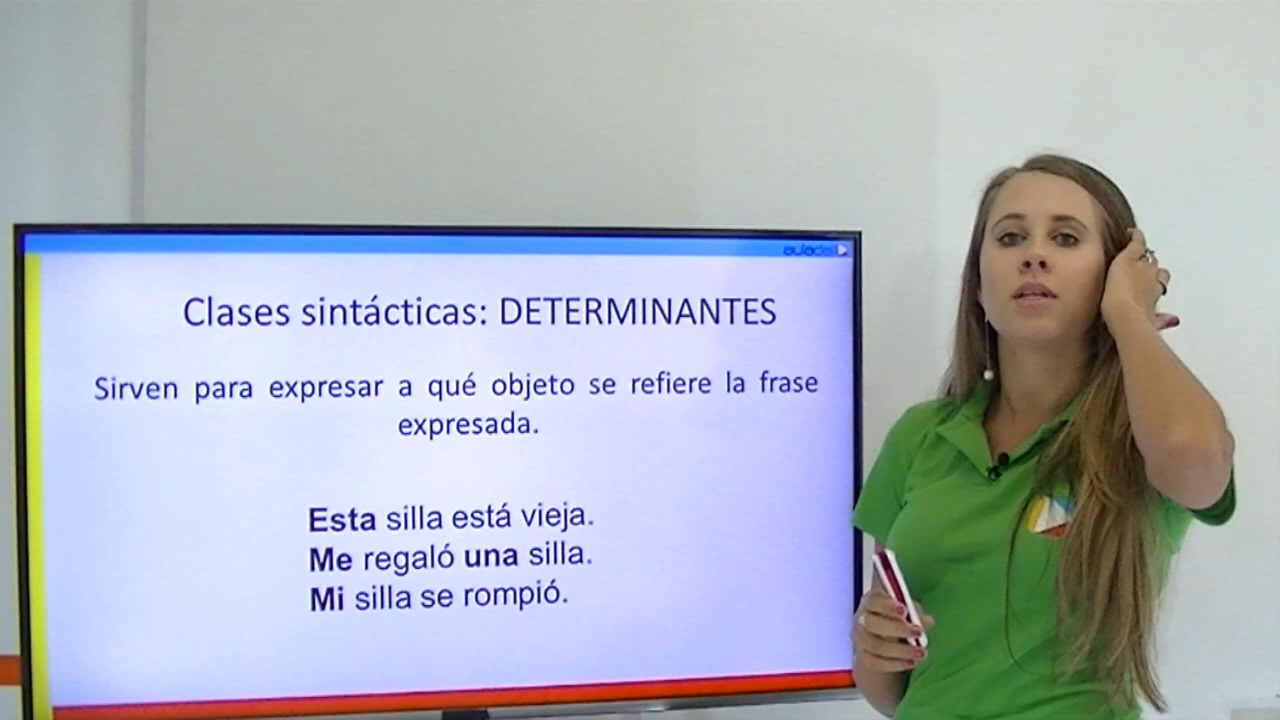 Clases sintácticas: DETERMINANTES
Sirven para expresar a qué objeto se refiere la frase
expresada.
Esta silla está vieja.
Me regaló una silla.
Mi silla se rompió.